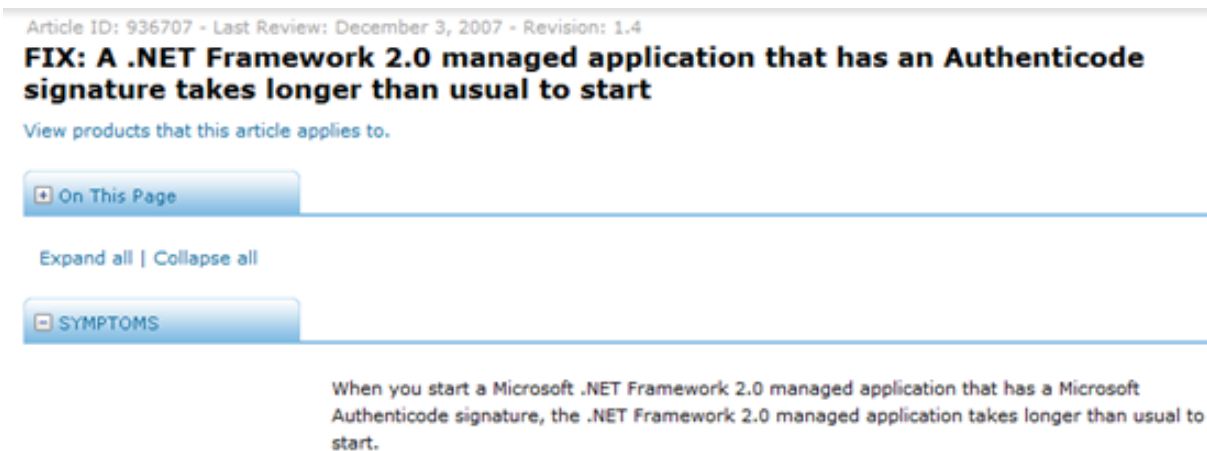 Article ID: 936707 - Last Review: December 3, 2007 - Revision: 1.4
FIX: A .NET Framework 2.0 managed application that has an Authenticode
signature takes longer than usual to start
View products that this article applies to.
On This Page
Expand all | Collapse all
SYMPTOMS
When you start a Microsoft .NET Framework 2.0 managed application that has a Microsoft
Authenticode signature, the .NET Framework 2.0 managed application takes longer than usual to
start.